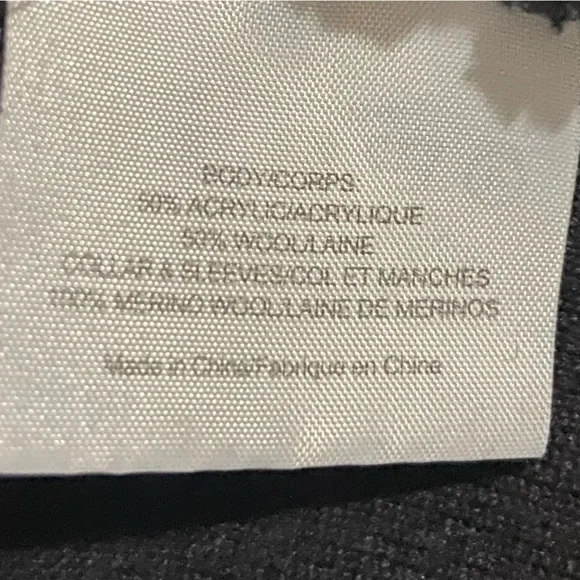 BODY/CORPS
50% ACRYLIC/ACRYLIQUE
50% WOOL/LAINE
COLLAR & SLEEVES/COL ET MANCHES
100% MERINO WOOL/LAINE DE MERINOS
Made in China/Fabrique en Chine